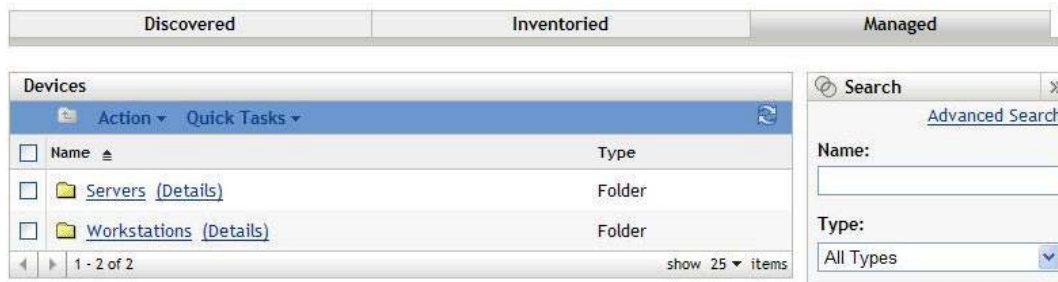 Discovered Inventoried Managed
Devices
Action Quick Tasks
Name Type
Servers (Details) Folder
Workstations (Details) Folder
1 - 2 of 2 show 25 items
Search
Advanced Search
Name:
Type:
All Types